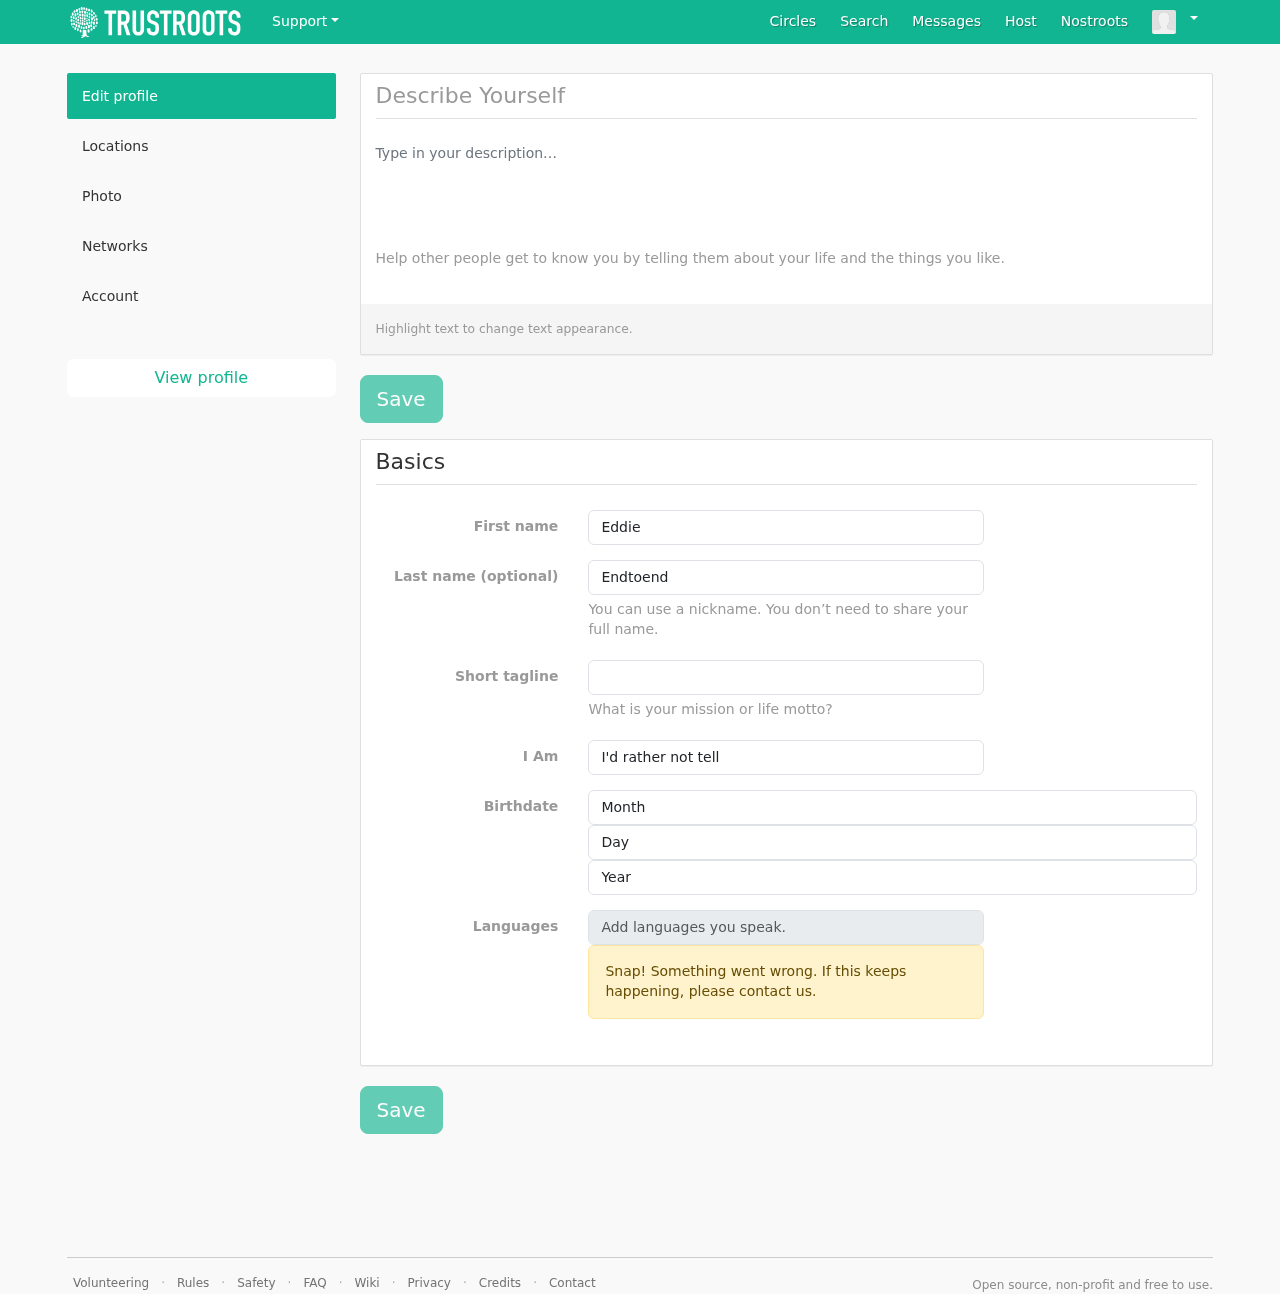 TRUSTROOTS Support Circles Search Messages Host Nostroots
Edit profile
Locations
Photo
Networks
Account
View profile
Describe Yourself
Type in your description...
Help other people get to know you by telling them about your life and the things you like.
Highlight text to change text appearance.
Save
Basics
First name Eddie
Last name (optional) Endtoend
You can use a nickname. You don’t need to share your
full name.
Short tagline
What is your mission or life motto?
I Am I'd rather not tell
Birthdate Month
Day
Year
Languages Add languages you speak.
Snap! Something went wrong. If this keeps
happening, please contact us.
Save
Volunteering · Rules · Safety · FAQ · Wiki · Privacy · Credits · Contact Open source, non-profit and free to use.